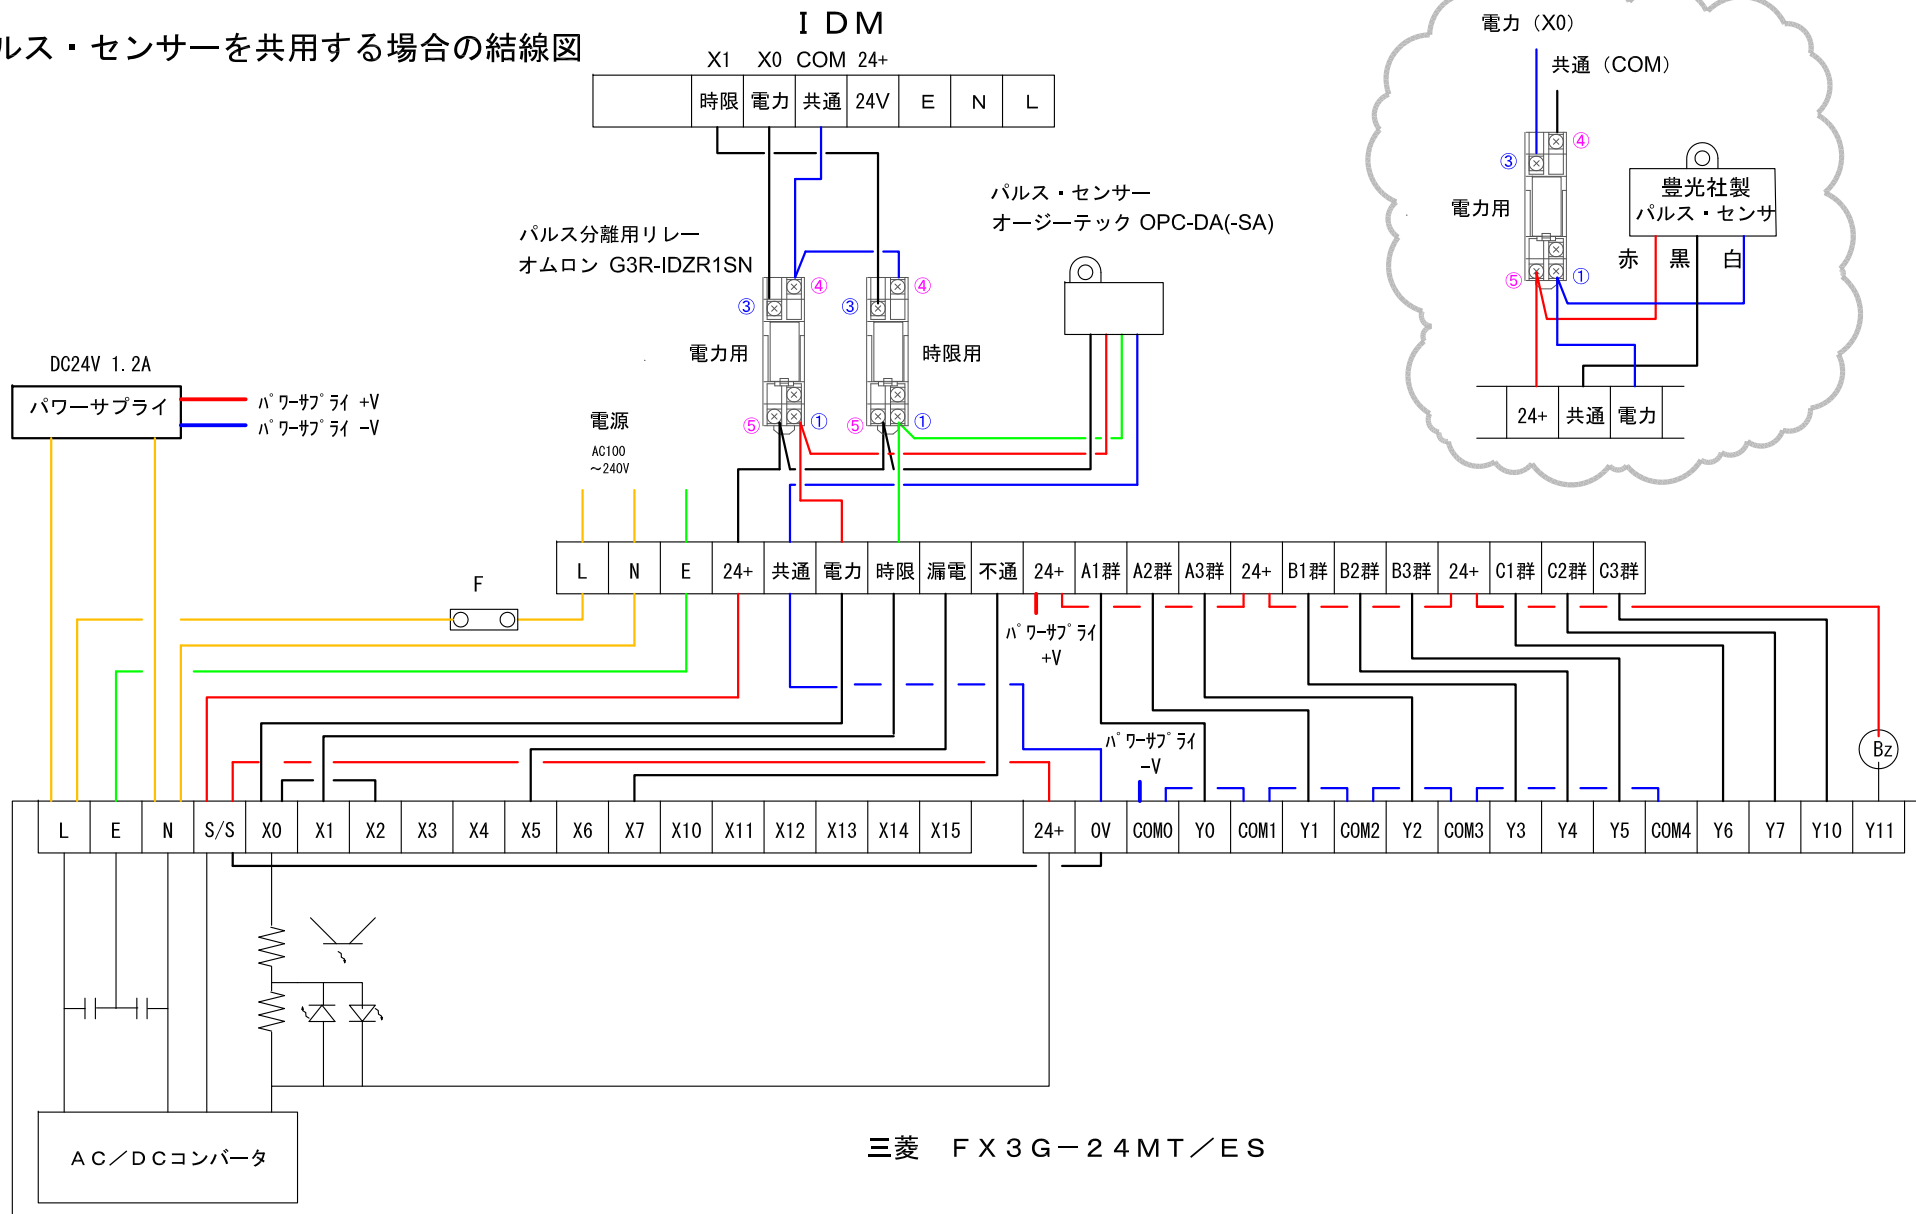 ルス・センサーを共用する場合の結線図
ＩＤＭ
X1 X0 COM 24+
時限 電力 共通 24V E N L
電力（X0）
共通（COM）
④
③
電力用
豊光社製
パルス・センサ
赤 黒 白
⑤ ①
24+ 共通 電力
パルス・センサー
オージーテック OPC-DA(-SA)
パルス分離用リレー
オムロン G3R-IDZR1SN
④ ④
③ ③
電力用 時限用
⑤ ① ⑤ ①
DC24V 1.2A
パワーサプライ
ﾊﾟﾜｰｻﾌﾟﾗｲ +V
ﾊﾟﾜｰｻﾌﾟﾗｲ -V
電源
AC100
～240V
F
L N E 24+ 共通 電力 時限 漏電 不通 24+ A1群 A2群 A3群 24+ B1群 B2群 B3群 24+ C1群 C2群 C3群
ﾊﾟﾜｰｻﾌﾟﾗｲ
+V
ﾊﾟﾜｰｻﾌﾟﾗｲ
-V
Bz
L E N S/S X0 X1 X2 X3 X4 X5 X6 X7 X10 X11 X12 X13 X14 X15 24+ 0V COM0 Y0 COM1 Y1 COM2 Y2 COM3 Y3 Y4 Y5 COM4 Y6 Y7 Y10 Y11
ＡＣ／ＤＣコンバータ
三菱　ＦＸ３Ｇ－２４ＭＴ／ＥＳ